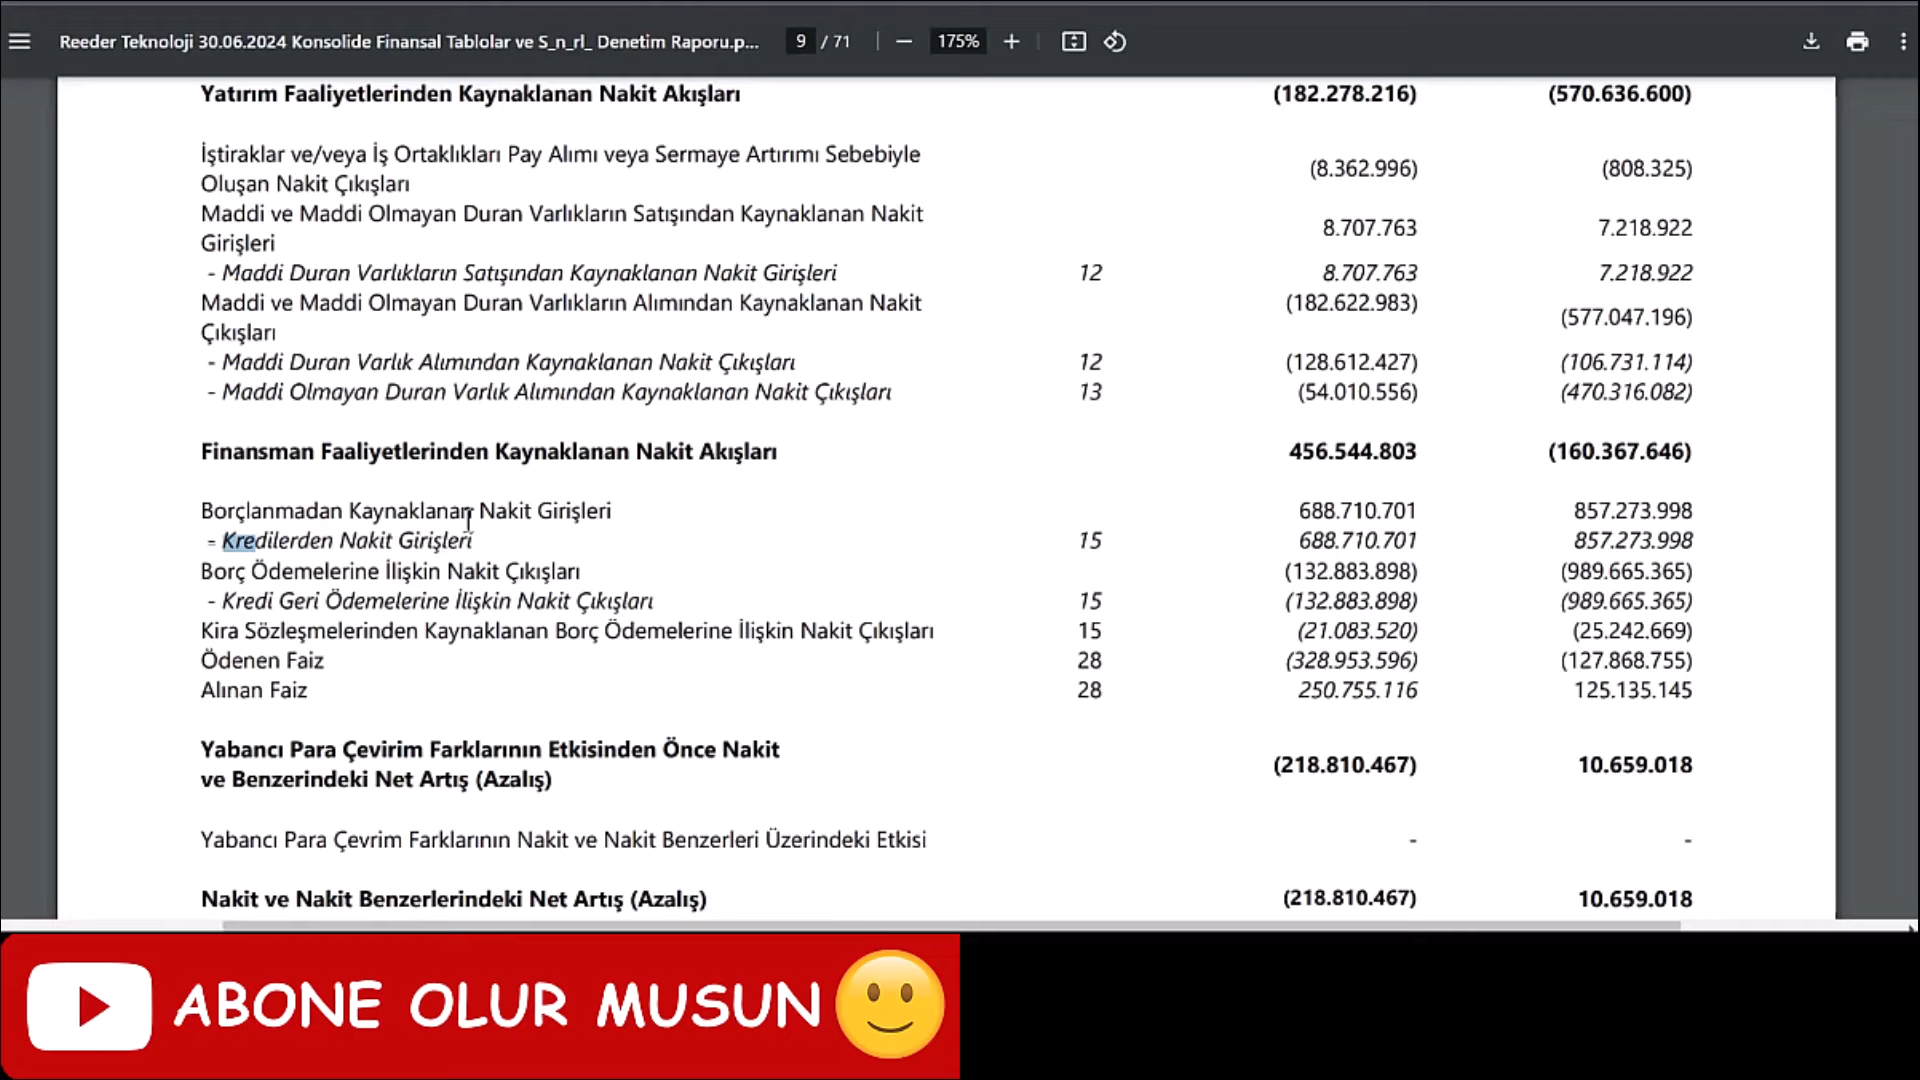 Reeder Teknoloji 30.06.2024 Konsolide Finansal Tablolar ve S_n_rl_ Denetim Raporu.p... 9 / 71 175%
Yatırım Faaliyetlerinden Kaynaklanan Nakit Akışları (182.278.216) (570.636.600)
İştiraklar ve/veya İş Ortaklıkları Pay Alımı veya Sermaye Artırımı Sebebiyle
Oluşan Nakit Çıkışları (8.362.996) (808.325)
Maddi ve Maddi Olmayan Duran Varlıkların Satışından Kaynaklanan Nakit
Girişleri 8.707.763 7.218.922
- Maddi Duran Varlıkların Satışından Kaynaklanan Nakit Girişleri 12 8.707.763 7.218.922
Maddi ve Maddi Olmayan Duran Varlıkların Alımından Kaynaklanan Nakit
Çıkışları (182.622.983) (577.047.196)
- Maddi Duran Varlık Alımından Kaynaklanan Nakit Çıkışları 12 (128.612.427) (106.731.114)
- Maddi Olmayan Duran Varlık Alımından Kaynaklanan Nakit Çıkışları 13 (54.010.556) (470.316.082)
Finansman Faaliyetlerinden Kaynaklanan Nakit Akışları 456.544.803 (160.367.646)
Borçlanmadan Kaynaklanan Nakit Girişleri 688.710.701 857.273.998
- Kredilerden Nakit Girişleri 15 688.710.701 857.273.998
Borç Ödemelerine İlişkin Nakit Çıkışları (132.883.898) (989.665.365)
- Kredi Geri Ödemelerine İlişkin Nakit Çıkışları 15 (132.883.898) (989.665.365)
Kira Sözleşmelerinden Kaynaklanan Borç Ödemelerine İlişkin Nakit Çıkışları 15 (21.083.520) (25.242.669)
Ödenen Faiz 28 (328.953.596) (127.868.755)
Alınan Faiz 28 250.755.116 125.135.145
Yabancı Para Çevirim Farklarının Etkisinden Önce Nakit
ve Benzerindeki Net Artış (Azalış) (218.810.467) 10.659.018
Yabancı Para Çevrim Farklarının Nakit ve Nakit Benzerleri Üzerindeki Etkisi - -
Nakit ve Nakit Benzerlerindeki Net Artış (Azalış) (218.810.467) 10.659.018
ABONE OLUR MUSUN